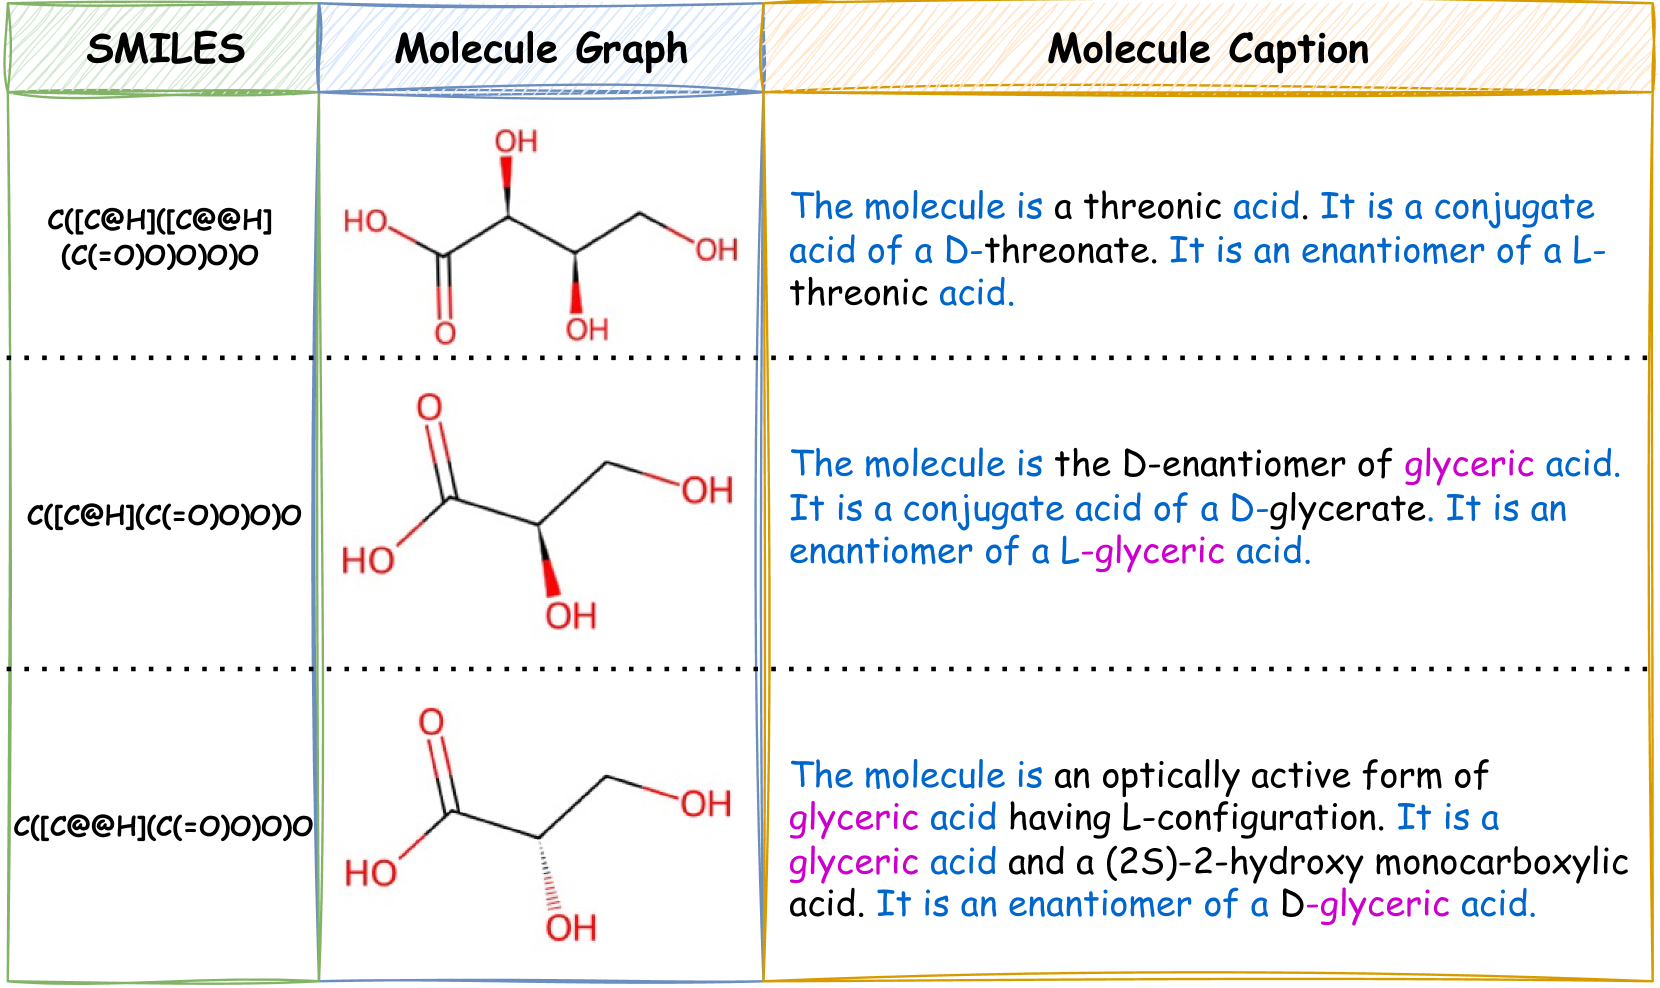 SMILES
Molecule Graph
Molecule Caption
C([C@H]([C@@H]
(C(=O)O)O)O)O
OH
HO
OH
O
OH
The molecule is a threonic acid. It is a conjugate
acid of a D-threonate. It is an enantiomer of a L-
threonic acid.
C([C@H](C(=O)O)O)O
O
OH
HO
OH
The molecule is the D-enantiomer of glyceric acid.
It is a conjugate acid of a D-glycerate. It is an
enantiomer of a L-glyceric acid.
C([C@@H](C(=O)O)O)O
O
OH
HO
OH
The molecule is an optically active form of
glyceric acid having L-configuration. It is a
glyceric acid and a (2S)-2-hydroxy monocarboxylic
acid. It is an enantiomer of a D-glyceric acid.